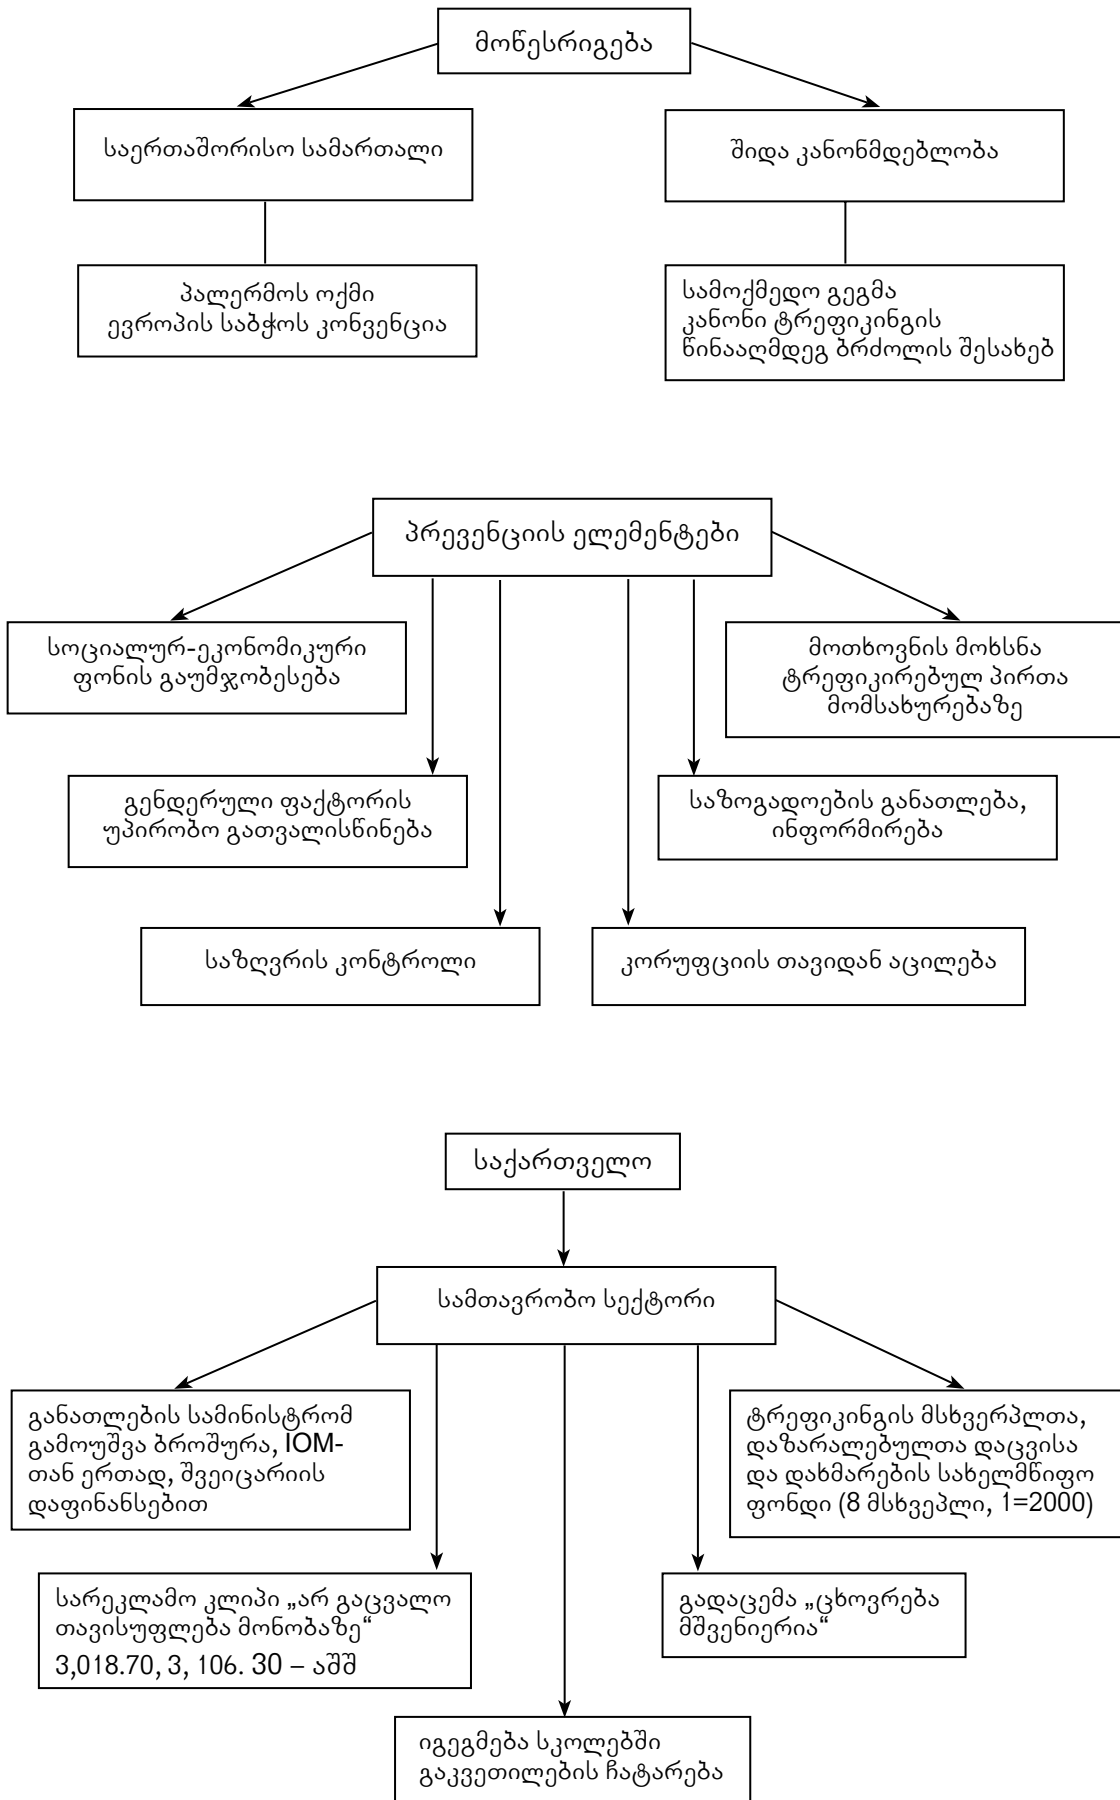 მოწესრიგება
საერთაშორისო სამართალი
შიდა კანონმდებლობა
პალერმოს ოქმი
ევროპის საბჭოს კონვენცია
სამოქმედო გეგმა
კანონი ტრეფიკინგის
წინააღმდეგ ბრძოლის შესახებ
პრევენციის ელემენტები
სოციალურ-ეკონომიკური
ფონის გაუმჯობესება
მოთხოვნის მოხსნა
ტრეფიკირებულ პირთა
მომსახურებაზე
გენდერული ფაქტორის
უპირობო გათვალისწინება
საზოგადოების განათლება,
ინფორმირება
საზღვრის კონტროლი
კორუფციის თავიდან აცილება
საქართველო
სამთავრობო სექტორი
განათლების სამინისტრომ
გამოუშვა ბროშურა, IOM-
თან ერთად, შვეიცარიის
დაფინანსებით
ტრეფიკინგის მსხვერპლთა,
დაზარალებულთა დაცვისა
და დახმარების სახელმწიფო
ფონდი (8 მსხვეპლი, 1=2000)
სარეკლამო კლიპი „არ გაცვალო
თავისუფლება მონობაზე“
3,018.70, 3, 106. 30 – აშშ
გადაცემა „ცხოვრება
მშვენიერია“
იგეგმება სკოლებში
გაკვეთილების ჩატარება